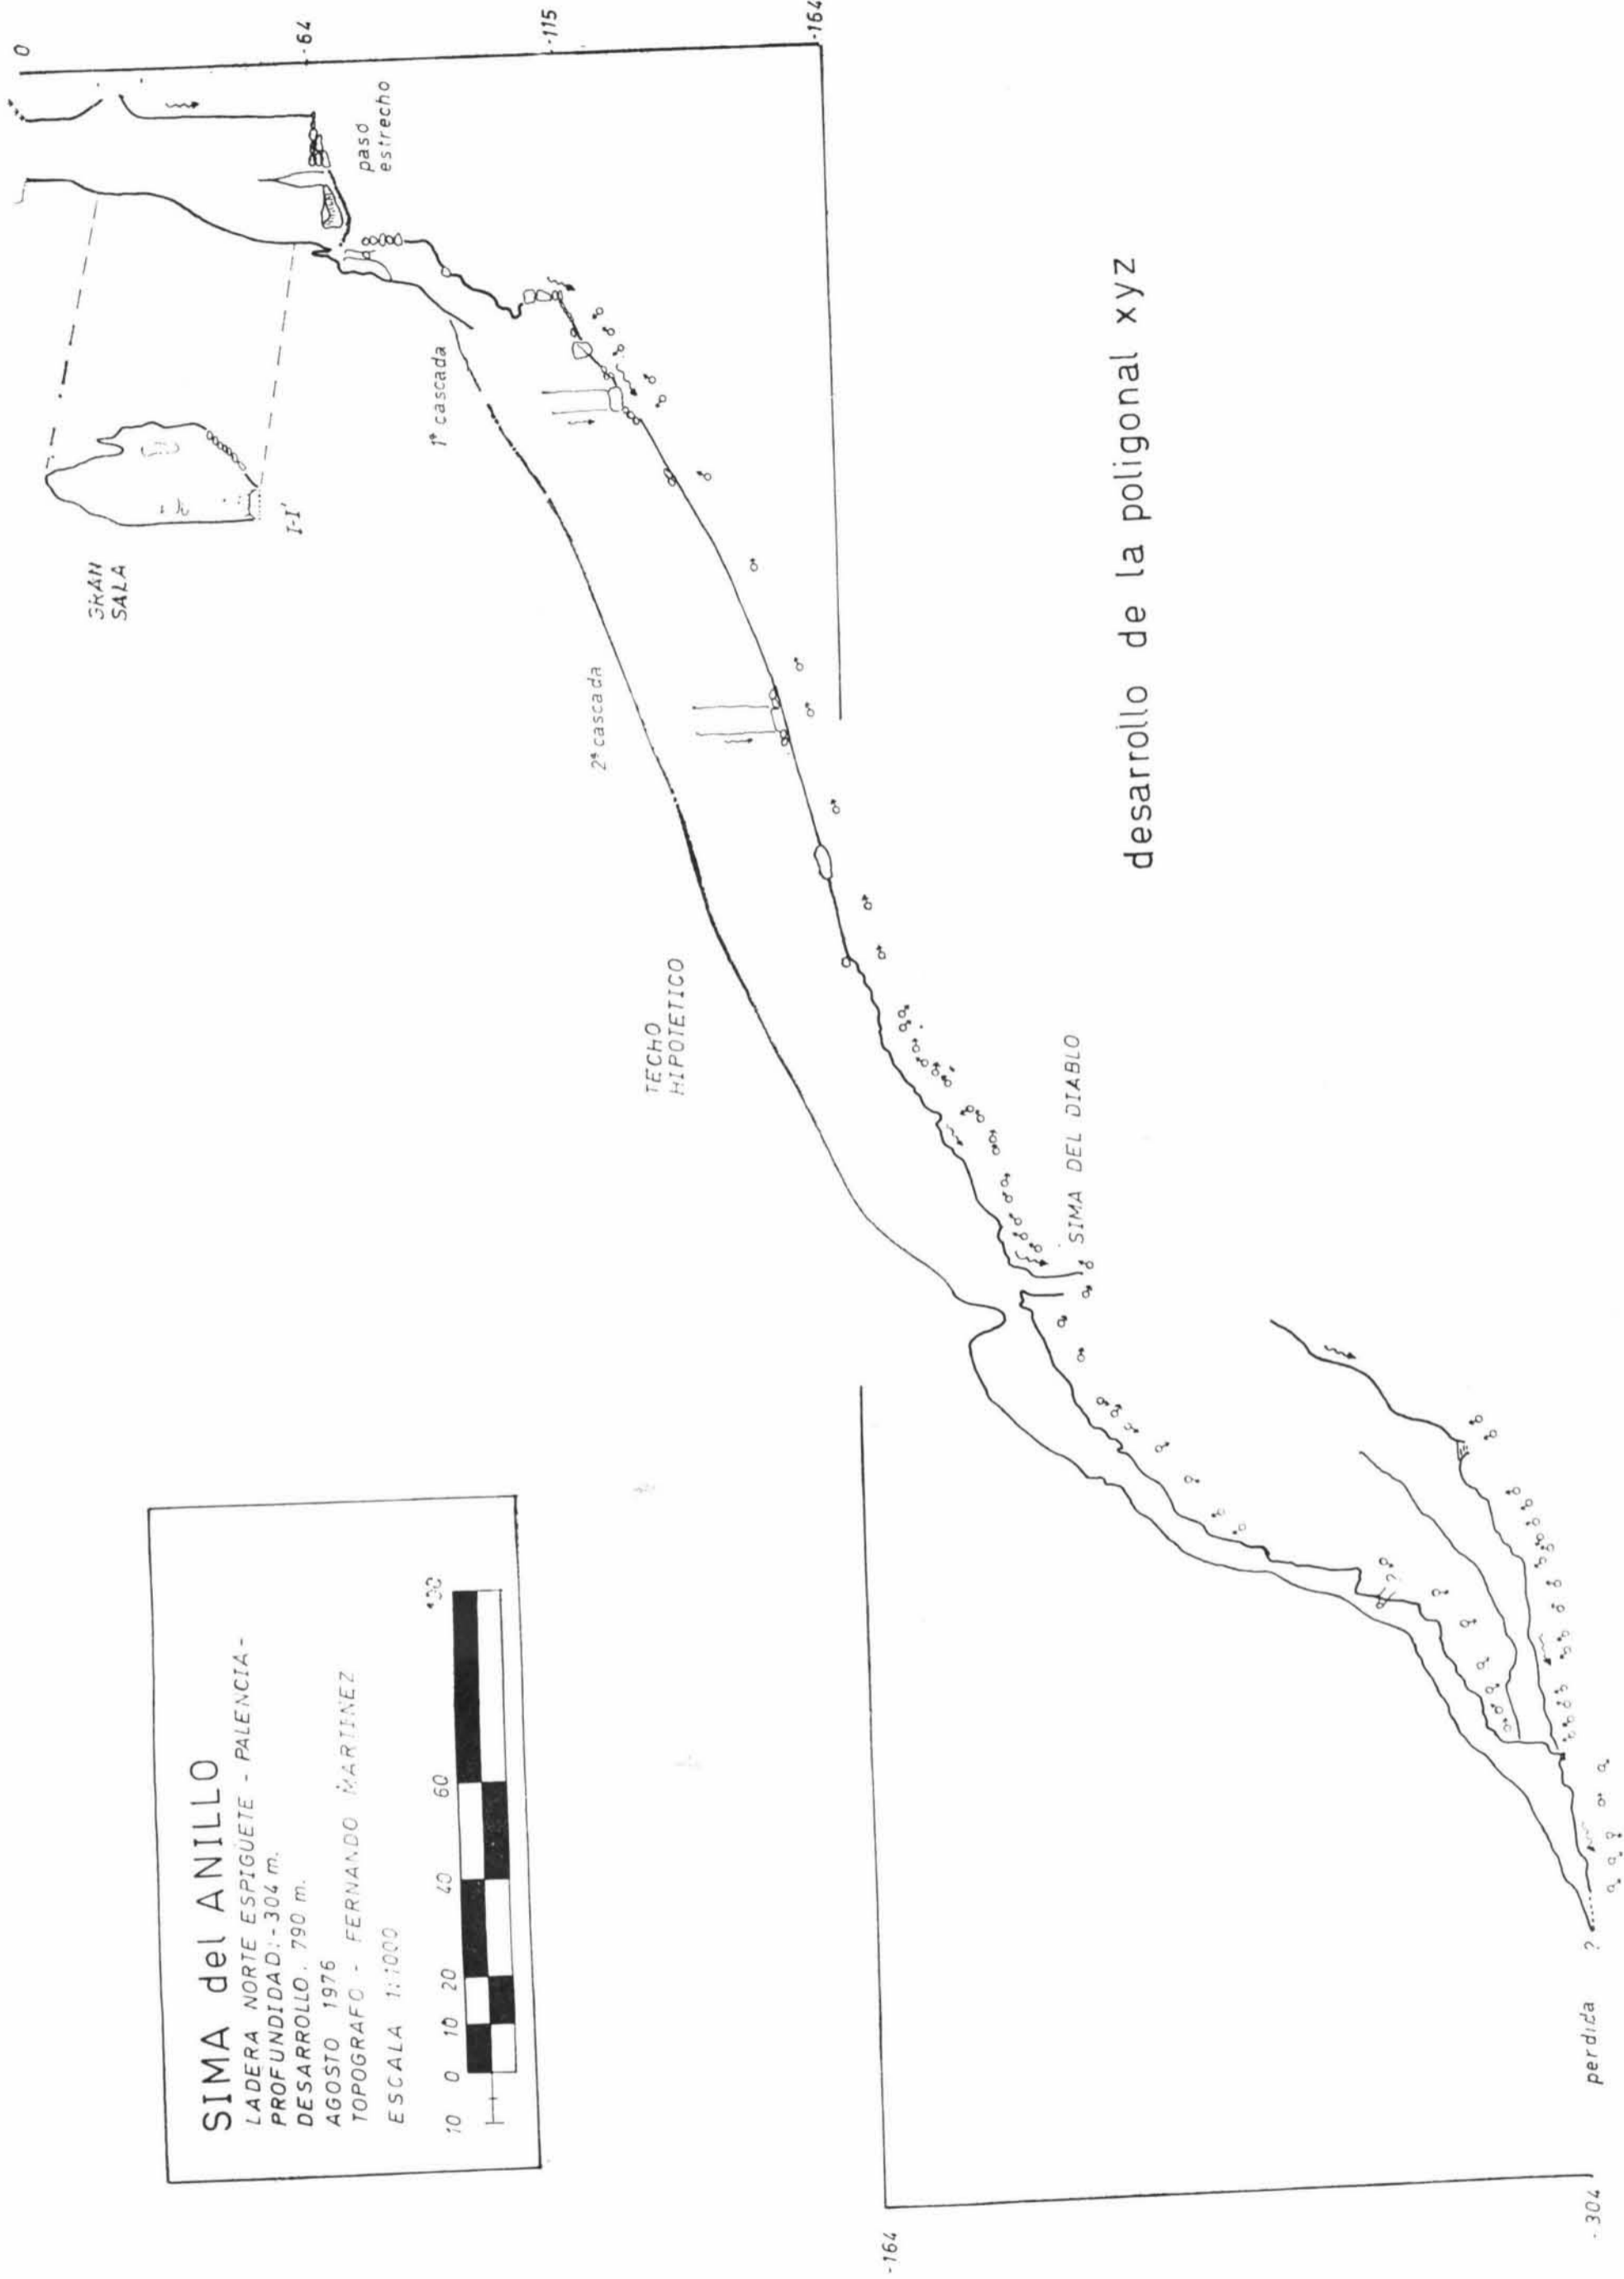 SIMA del ANILLO
LADERA NORTE ESPIGÜETE - PALENCIA -
PROFUNDIDAD: - 304 m.
DESARROLLO. 790 m.
AGOSTO 1976
TOPOGRAFO - FERNANDO MARTINEZ
ESCALA 1:1000
10 0 10 20 40 60 100
GRAN
SALA
I-I'
0
-64
-115
-164
paso
estrecho
1ª cascada
2ª cascada
TECHO
HIPOTETICO
SIMA DEL DIABLO
desarrollo de la poligonal xyz
-164
-304
perdida ?
?